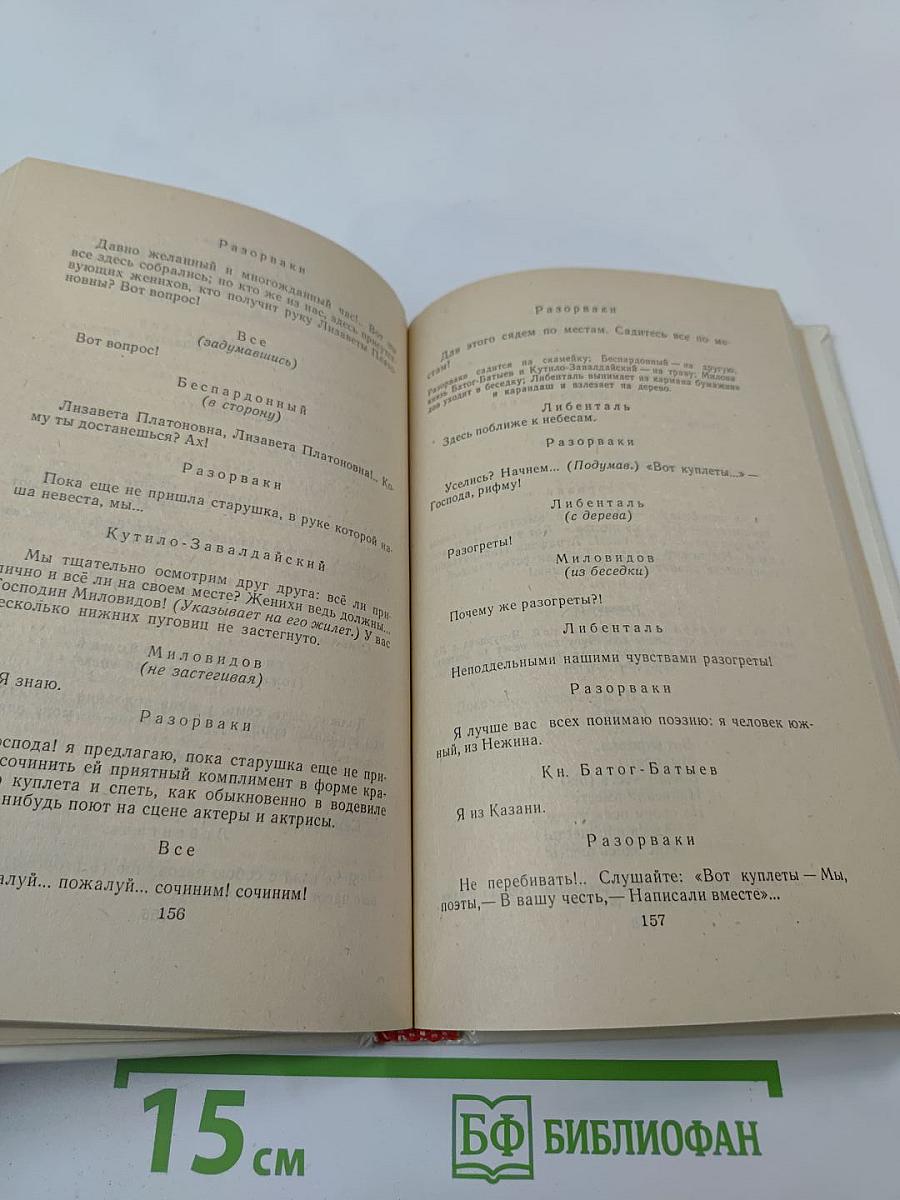 Разорваки
Давно желанный и многожданный час!.. Вот мы
все здесь собрались; но кто же из нас, здесь присутст-
вующих женихов, кто получит руку Лизаветы Плато-
новны? Вот вопрос!
Все
(задумавшись)
Вот вопрос!
Беспардонный
(в сторону)
Лизавета Платоновна, Лизавета Платоновна!.. Ко-
му ты достанешься? Ах!
Разорваки
Пока еще не пришла старушка, в руке которой на-
ша невеста, мы...
Кутило-Завалдайский
Мы тщательно осмотрим друг друга: всё ли при-
лично и всё ли на своем месте? Женихи ведь должны...
Господин Миловидов! (Указывает на его жилет.) У вас
несколько нижних пуговиц не застегнуто.
Миловидов
(не застегивая)
Я знаю.
Разорваки
оспода! я предлагаю, пока старушка еще не при-
сочинить ей приятный комплимент в форме кра-
о куплета и спеть, как обыкновенно в водевиле
нибудь поют на сцене актеры и актрисы.
Все
алуй... пожалуй... сочиним! сочиним!
156
Разорваки
Для этого сядем по местам. Садитесь все по ме-
стам!
Разорваки садится на скамейку; Беспардонный — на другую,
князь Батог-Батыев и Кутило-Завалдайский — на траву; Милови-
дов уходит в беседку; Либенталь вынимает из кармана бумажник
и карандаш и взлезает на дерево.
Либенталь
Здесь поближе к небесам.
Разорваки
Уселись? Начнем... (Подумав.) «Вот куплеты...» —
Господа, рифму!
Либенталь
(с дерева)
Разогреты!
Миловидов
(из беседки)
Почему же разогреты?!
Либенталь
Неподдельными нашими чувствами разогреты!
Разорваки
Я лучше вас всех понимаю поэзию: я человек юж-
ный, из Нежина.
Кн. Батог-Батыев
Я из Казани.
Разорваки
Не перебивать!.. Слушайте: «Вот куплеты — Мы,
поэты,— В вашу честь,— Написали вместе»...
157
15 см
БФ БИБЛИОФАН